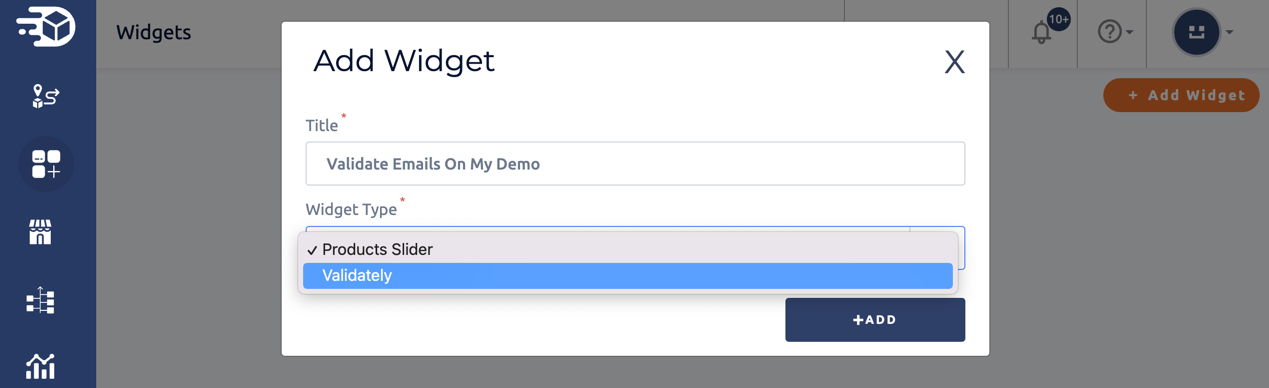 Widgets
10+
+ Add Widget
Add Widget
X
Title *
Validate Emails On My Demo
Widget Type *
✓ Products Slider
Validately
+ADD